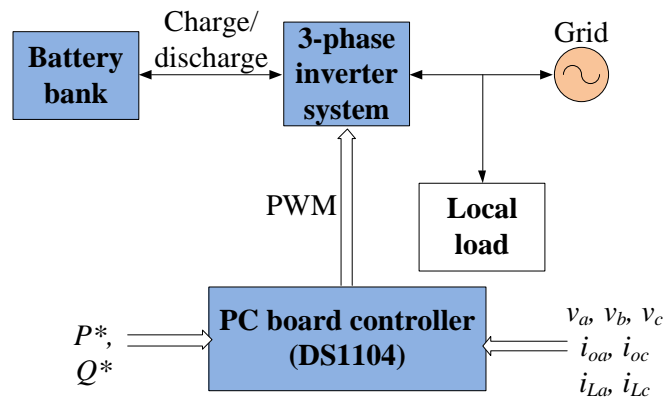 Charge/
discharge
Battery
bank
3-phase
inverter
system
Grid
PWM
Local
load
PC board controller
(DS1104)
P*,
Q*
va, vb, vc
ioa, ioc
iLa, iLc